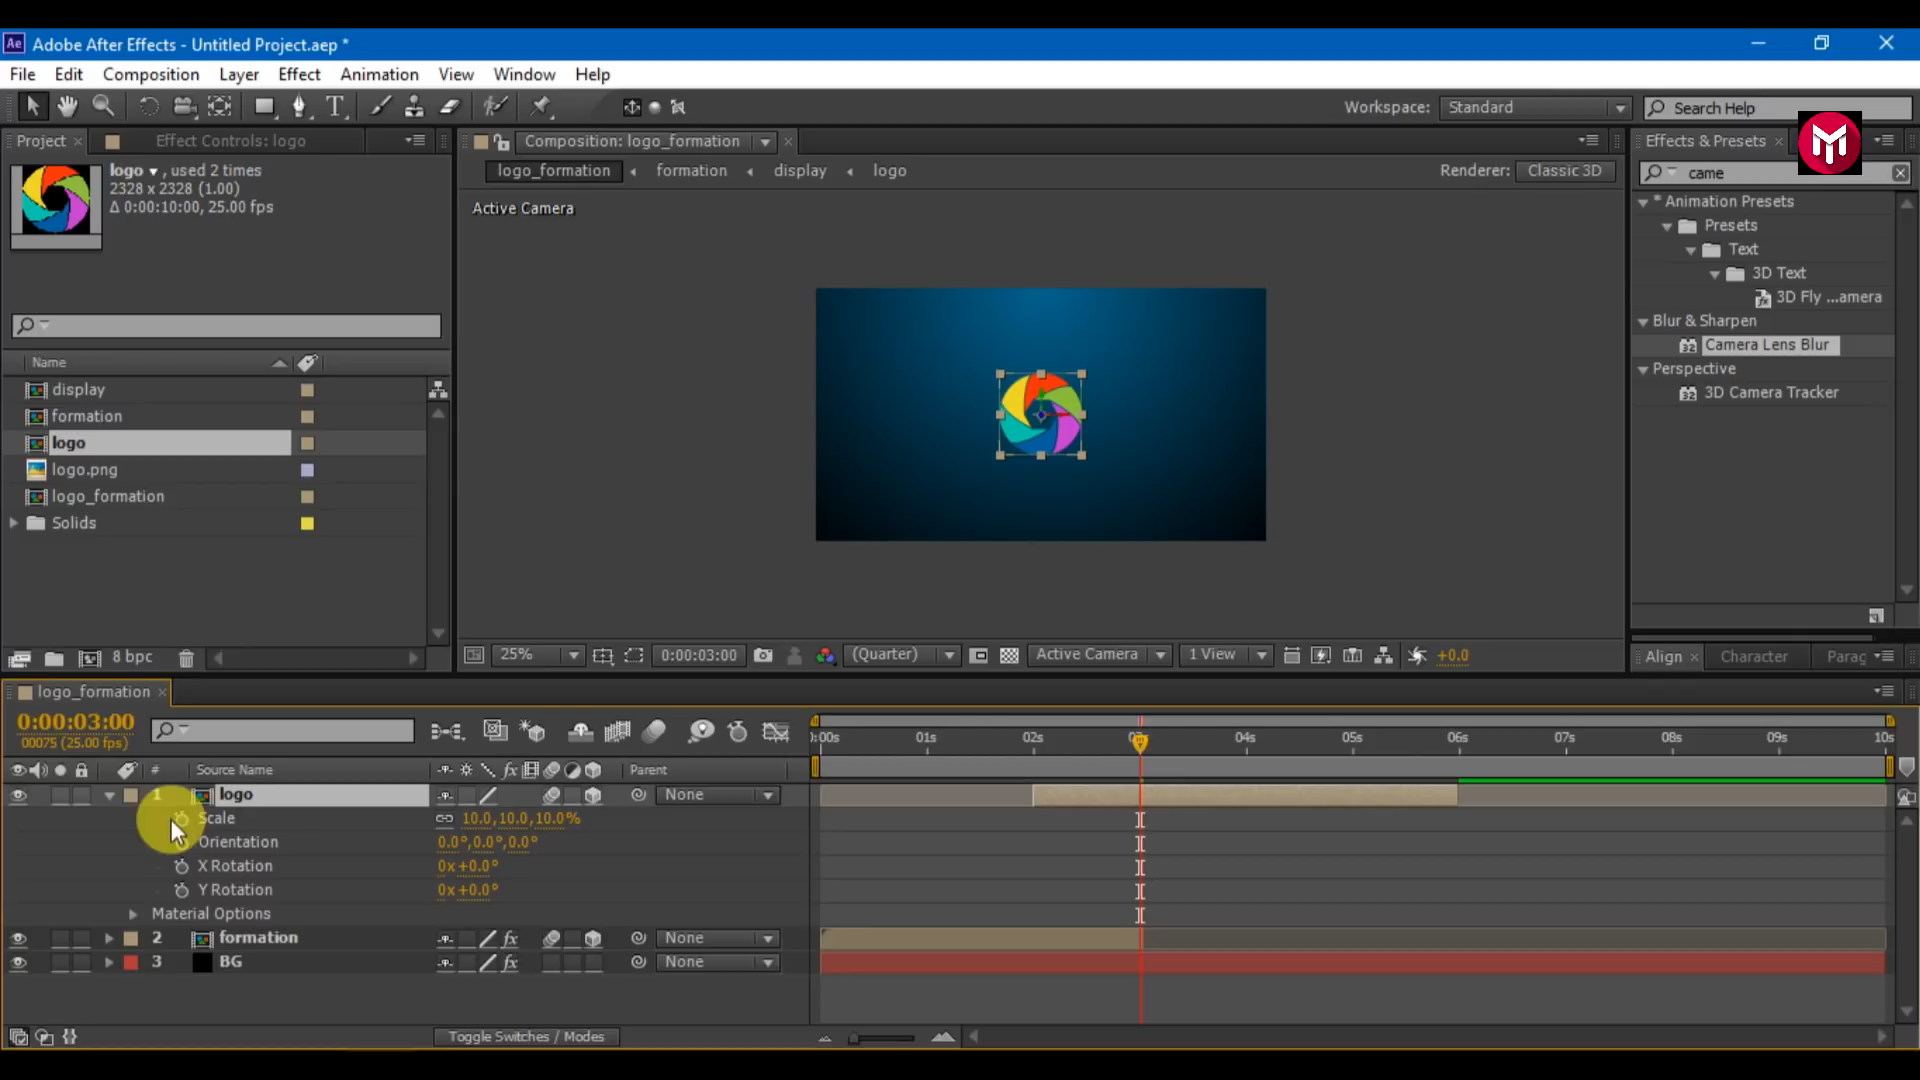 Ae Adobe After Effects - Untitled Project.aep *
File Edit Composition Layer Effect Animation View Window Help
Workspace: Standard Search Help
Project Effect Controls: logo
logo , used 2 times
2328 x 2328 (1.00)
Δ 0:00:10:00, 25.00 fps
Name
display
formation
logo
logo.png
logo_formation
Solids
8 bpc
Composition: logo_formation
logo_formation formation display logo
Renderer: Classic 3D
Active Camera
25% 0:00:03:00 (Quarter) Active Camera 1 View +0.0
Effects & Presets
came
* Animation Presets
Presets
Text
3D Text
3D Fly ...amera
Blur & Sharpen
32 Camera Lens Blur
Perspective
32 3D Camera Tracker
Align Character Parag
logo_formation
0:00:03:00
00075 (25.00 fps)
:00s 01s 02s 04s 05s 06s 07s 08s 09s 10s
# Source Name fx Parent
1 logo None
Scale 10.0,10.0,10.0%
Orientation 0.0°,0.0°,0.0°
X Rotation 0x+0.0°
Y Rotation 0x+0.0°
Material Options
2 formation fx None
3 BG fx None
Toggle Switches / Modes